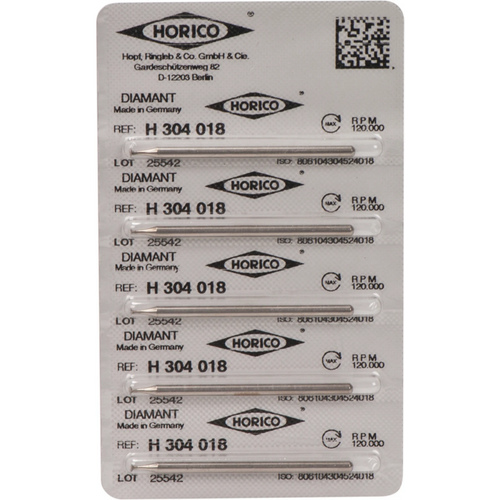 HORICO ®
Hopf, Ringleb & Co. GmbH & Cie.
Gardeschützenweg 82
D-12203 Berlin
DIAMANT
Made in Germany
HORICO ®
REF: H 304 018
MAX
RPM
120.000
LOT 25542
ISO: 806104304524018
DIAMANT
Made in Germany
HORICO ®
REF: H 304 018
MAX
RPM
120.000
LOT 25542
ISO: 806104304524018
DIAMANT
Made in Germany
HORICO ®
REF: H 304 018
MAX
RPM
120.000
LOT 25542
ISO: 806104304524018
DIAMANT
Made in Germany
HORICO ®
REF: H 304 018
MAX
RPM
120.000
LOT 25542
ISO: 806104304524018
DIAMANT
Made in Germany
HORICO ®
REF: H 304 018
MAX
RPM
120.000
LOT 25542
ISO: 806104304524018